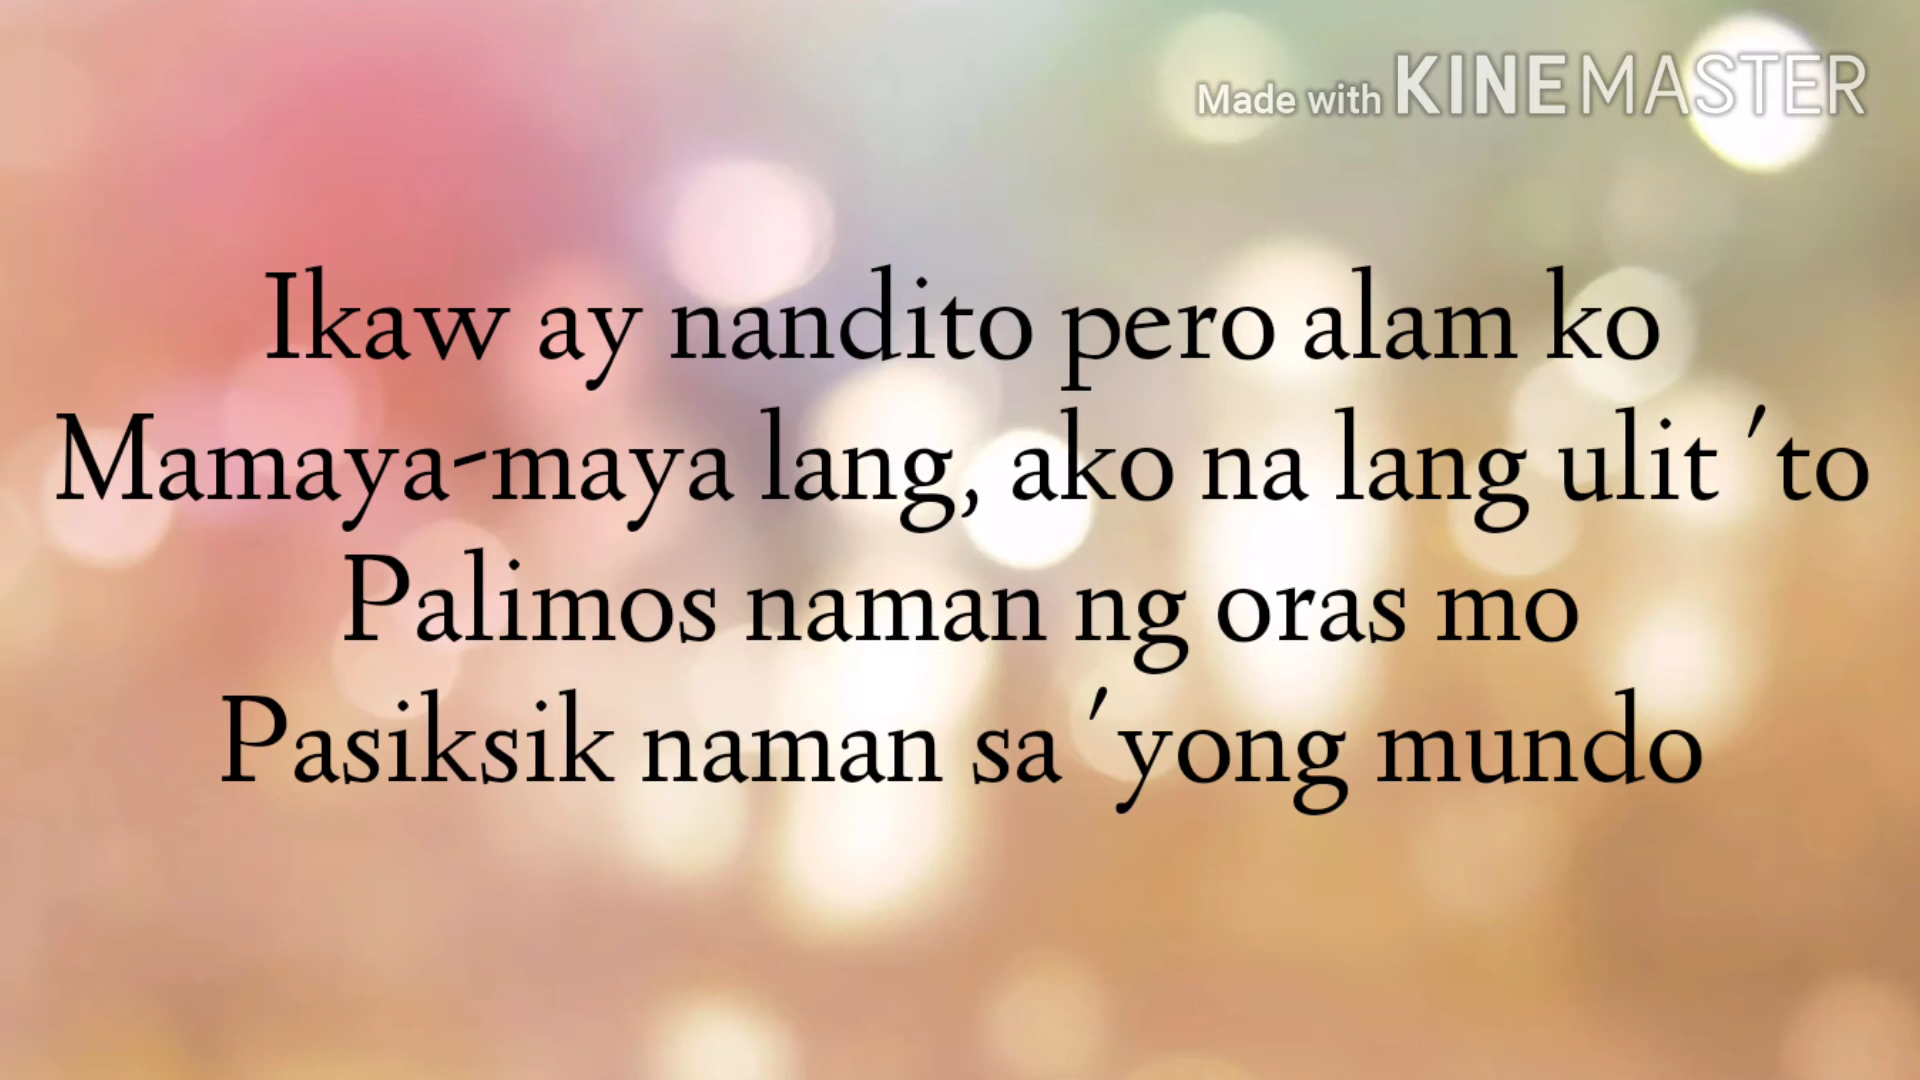 Made with KINEMASTER
Ikaw ay nandito pero alam ko
Mamaya-maya lang, ako na lang ulit 'to
Palimos naman ng oras mo
Pasiksik naman sa 'yong mundo